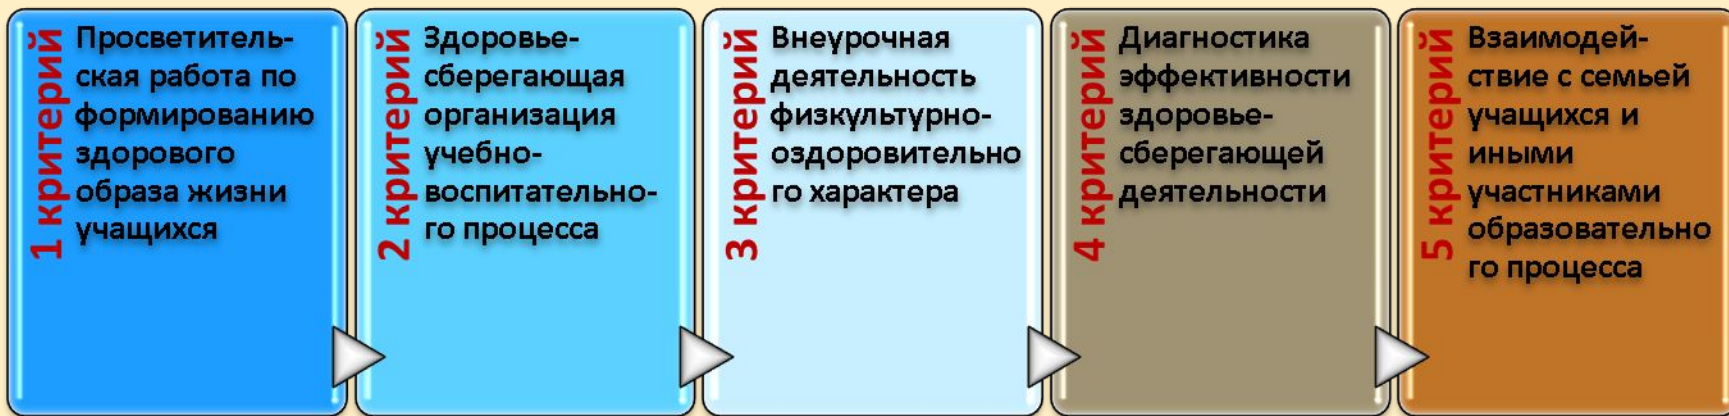 1 критерий
Просветитель-
ская работа по
формированию
здорового
образа жизни
учащихся
2 критерий
Здоровье-
сберегающая
организация
учебно-
воспитательно-
го процесса
3 критерий
Внеурочная
деятельность
физкультурно-
оздоровительно
го характера
4 критерий
Диагностика
эффективности
здоровье-
сберегающей
деятельности
5 критерий
Взаимодей-
ствие с семьей
учащихся и
иными
участниками
образовательно
го процесса